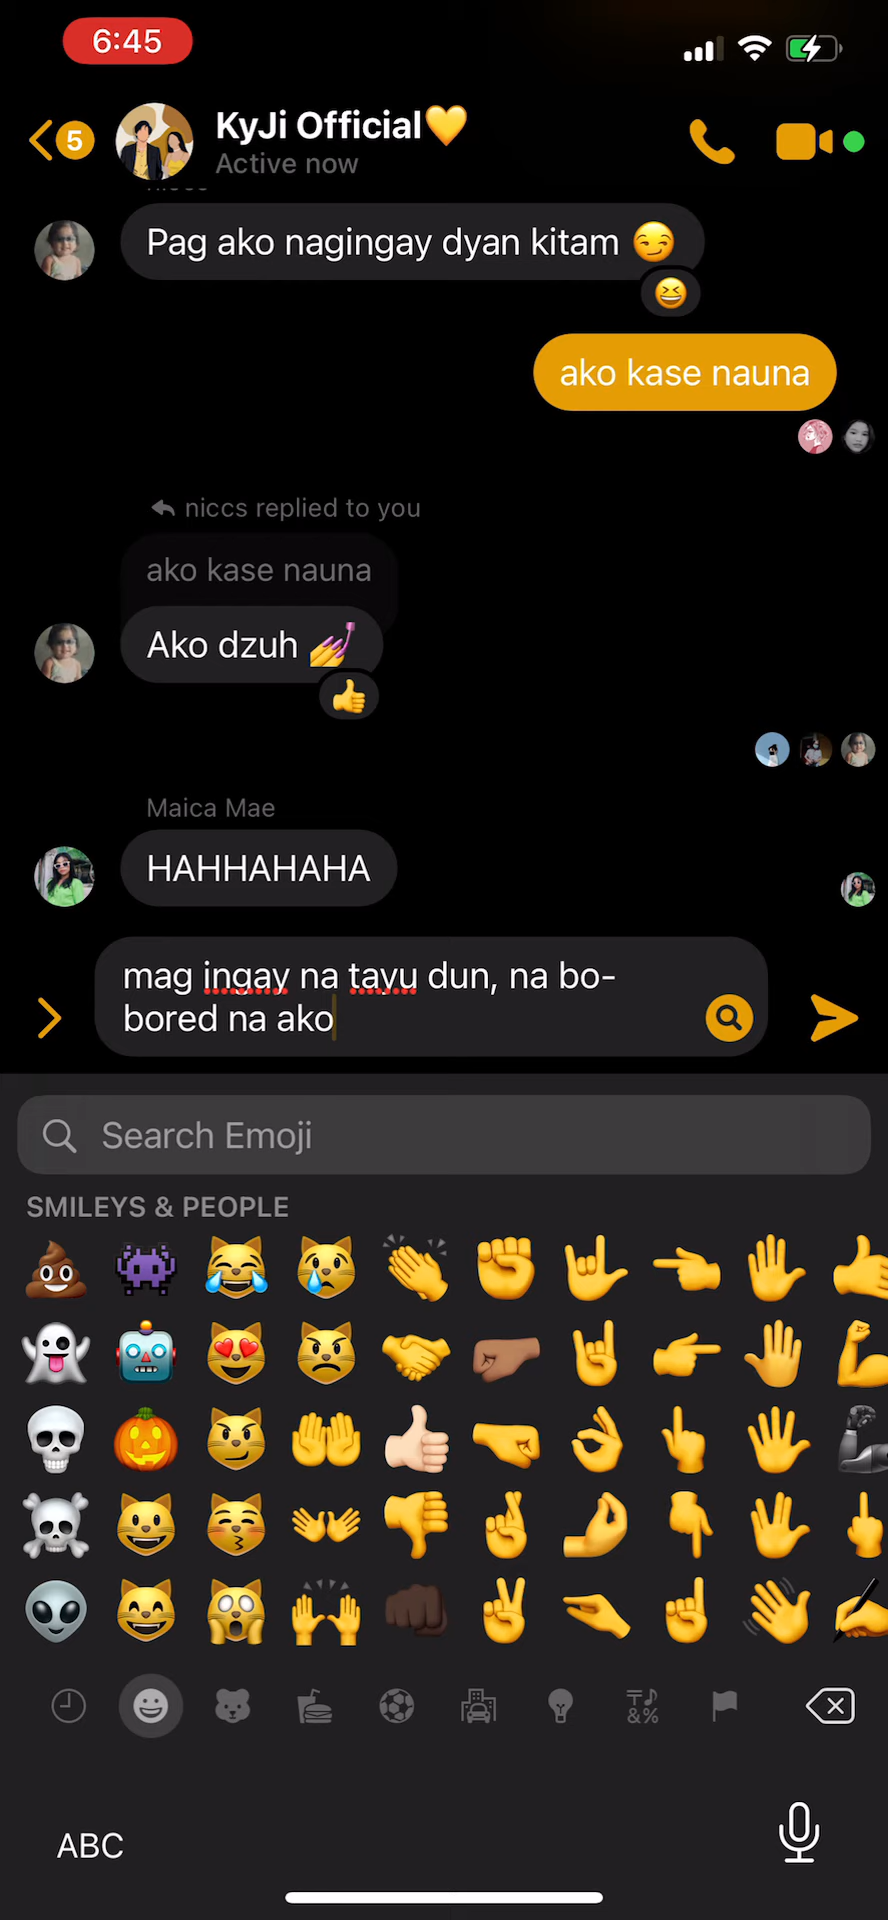 6:45
5
KyJi Official💛
Active now
Pag ako nagingay dyan kitam 😏
ako kase nauna
niccs replied to you
ako kase nauna
Ako dzuh 💅
Maica Mae
HAHHAHAHA
mag ingay na tayu dun, na bo-
bored na ako
Search Emoji
SMILEYS & PEOPLE
ABC